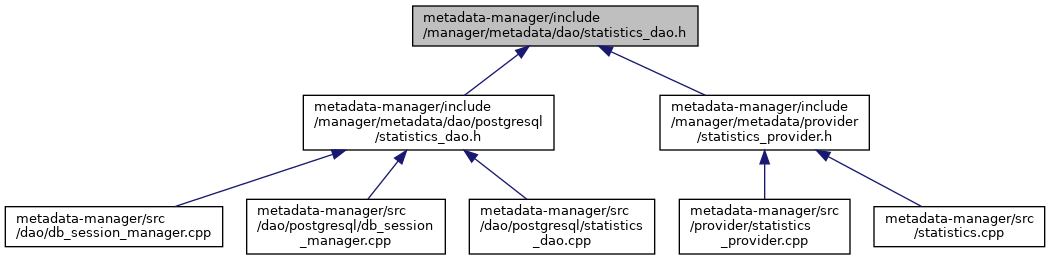 metadata-manager/include
/manager/metadata/dao/statistics_dao.h
metadata-manager/include
/manager/metadata/dao/postgresql
/statistics_dao.h
metadata-manager/include
/manager/metadata/provider
/statistics_provider.h
metadata-manager/src
/dao/db_session_manager.cpp
metadata-manager/src
/dao/postgresql/db_session
_manager.cpp
metadata-manager/src
/dao/postgresql/statistics
_dao.cpp
metadata-manager/src
/provider/statistics
_provider.cpp
metadata-manager/src
/statistics.cpp